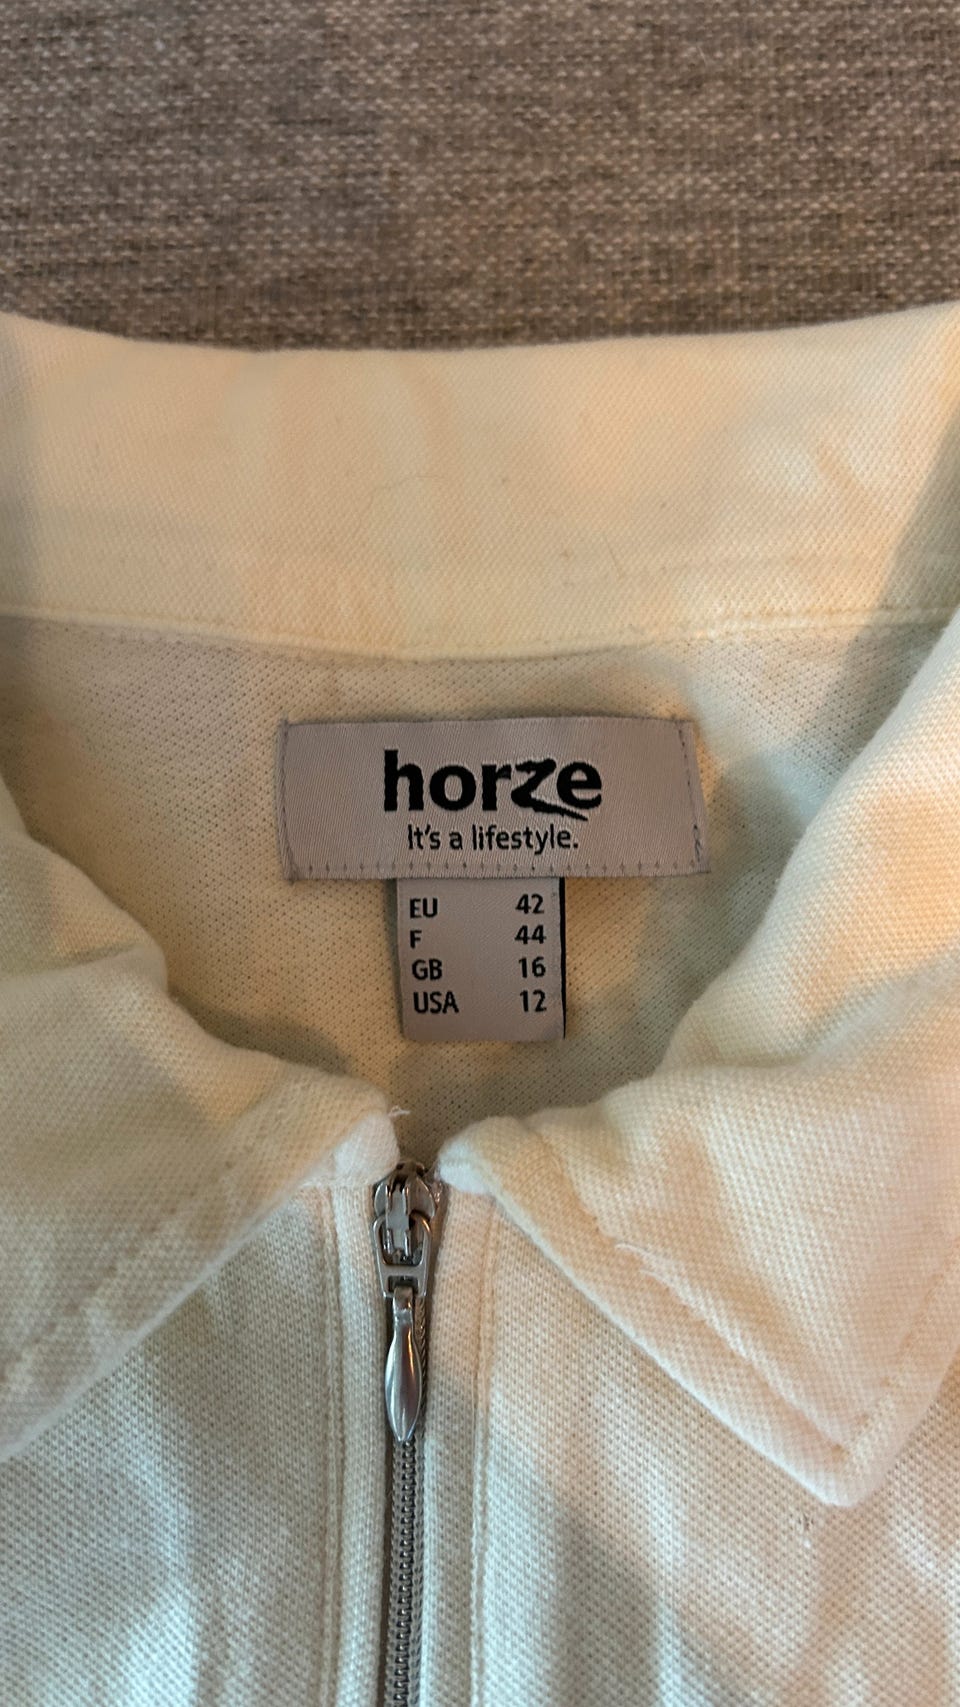 horze
It's a lifestyle.
EU 42
F 44
GB 16
USA 12